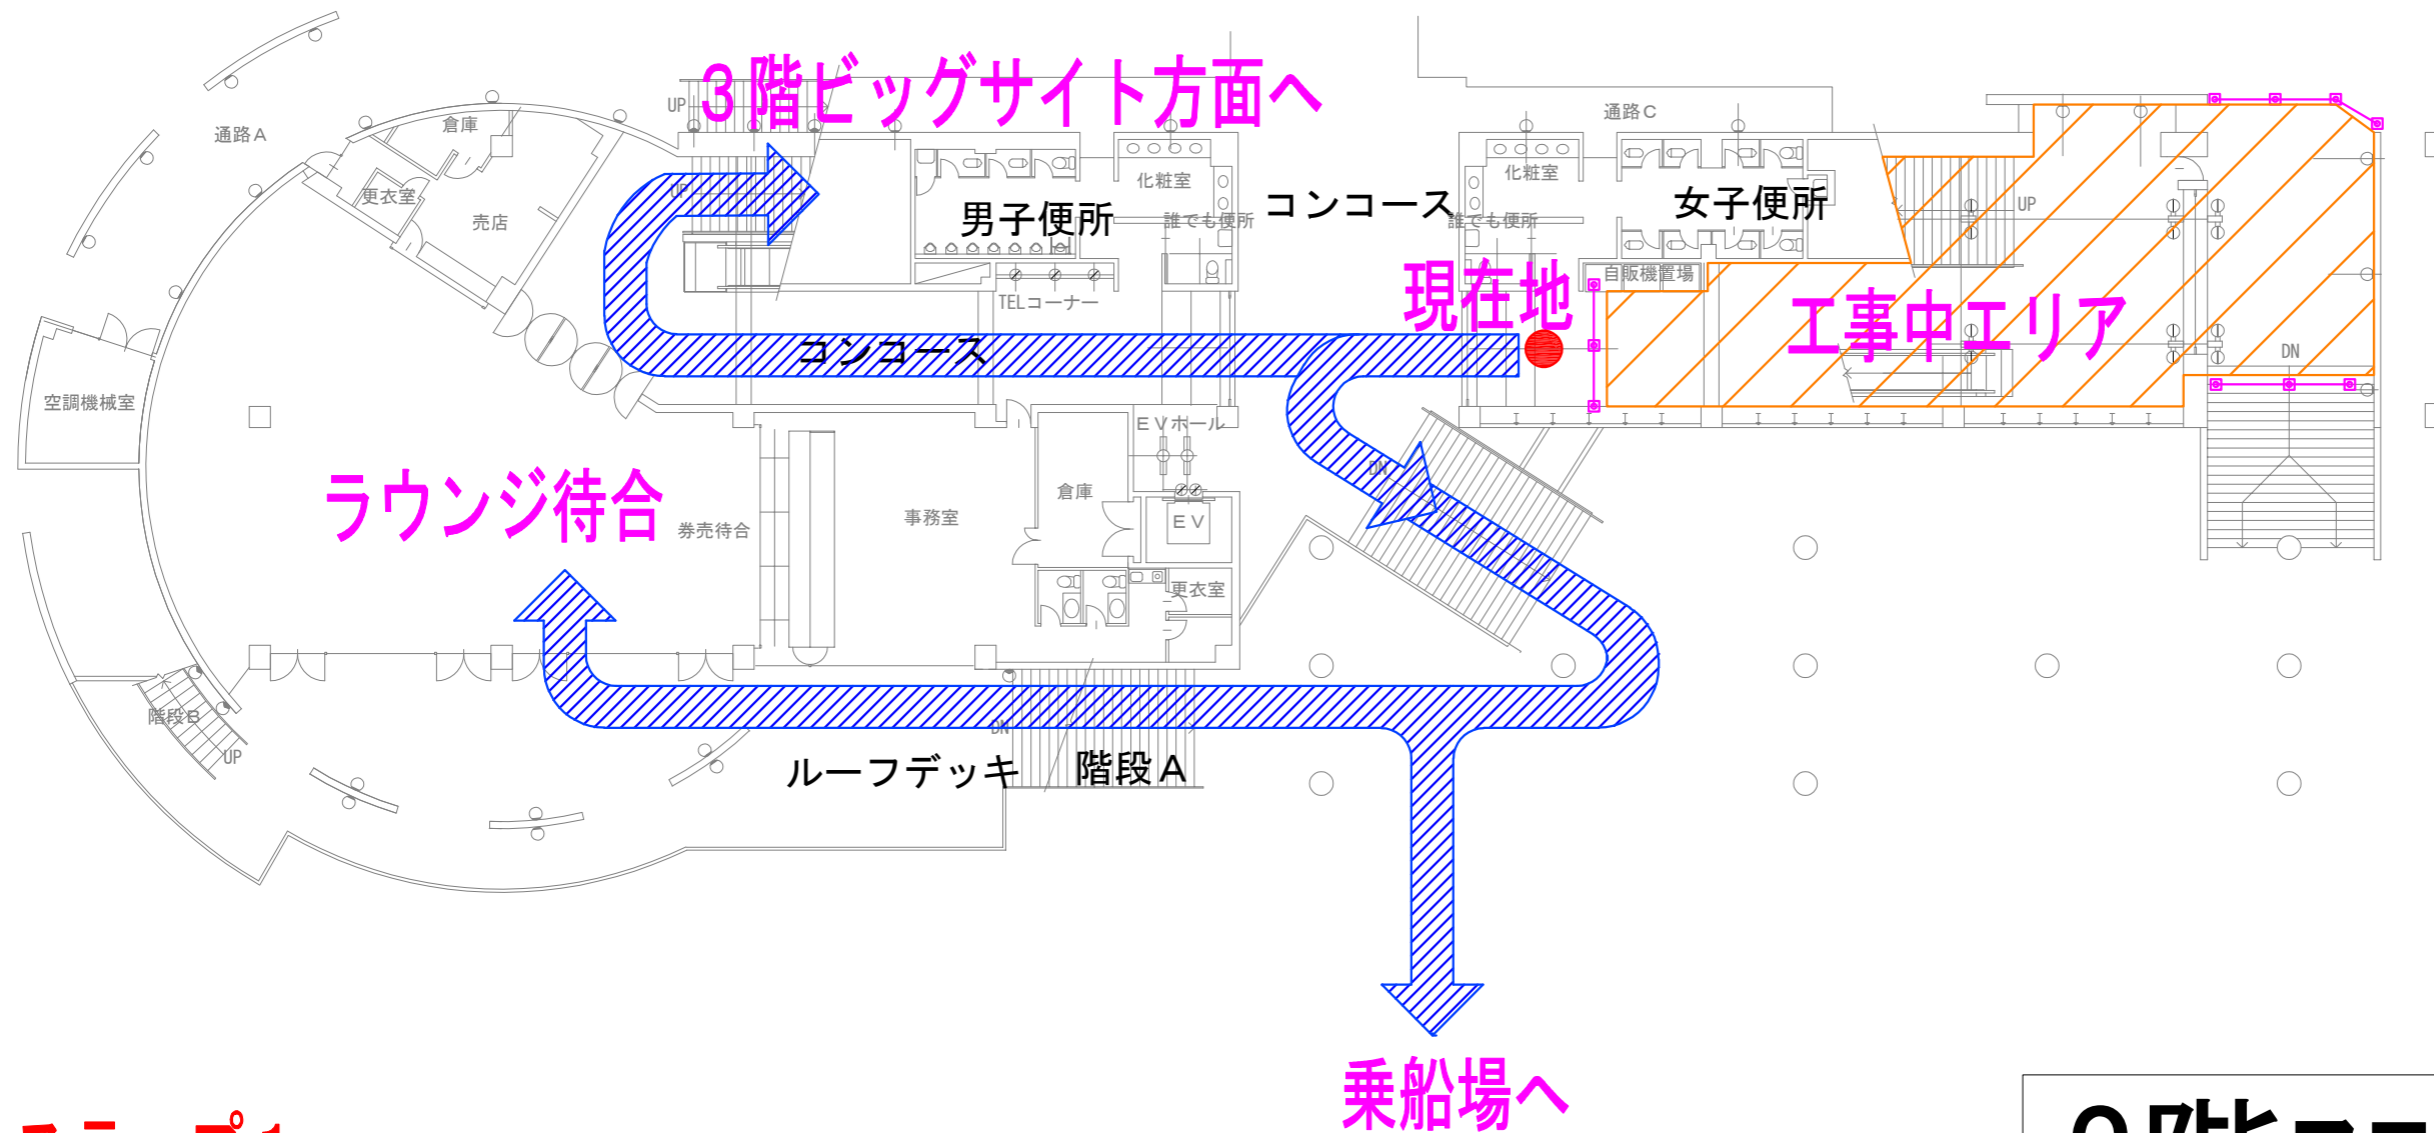 3階ビッグサイト方面へ
UP
通路A
倉庫
通路C
更衣室
売店
UP
男子便所
化粧室
誰でも便所
コンコース
化粧室
誰でも便所
女子便所
UP
TELコーナー
現在地
自販機置場
工事中エリア
コンコース
DN
空調機械室
EVホール
DN
ラウンジ待合
券売待合
事務室
倉庫
EV
更衣室
階段B
UP
DN
ルーフデッキ
階段A
乗船場へ